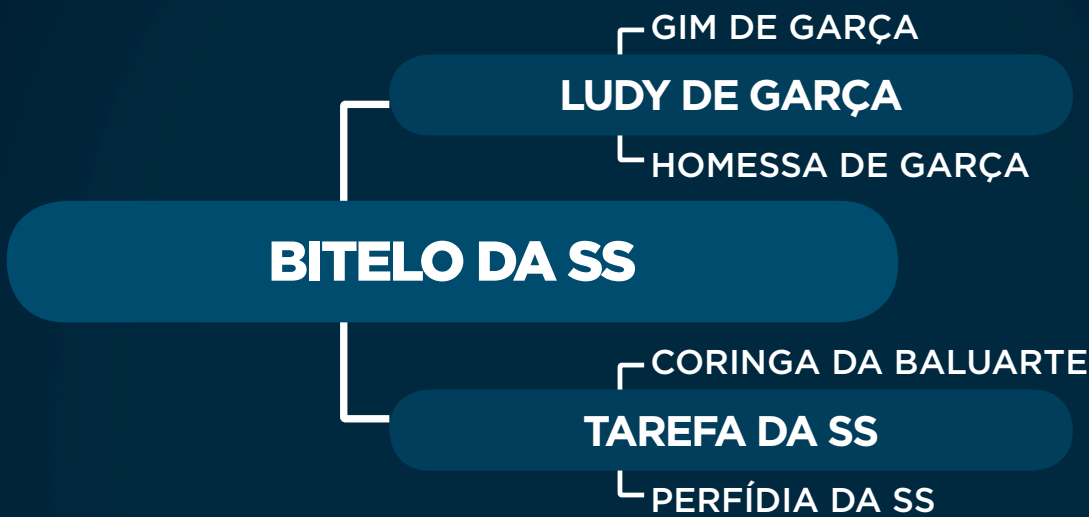 GIM DE GARÇA
LUDY DE GARÇA
HOMESSA DE GARÇA
BITELO DA SS
CORINGA DA BALUARTE
TAREFA DA SS
PERFÍDIA DA SS